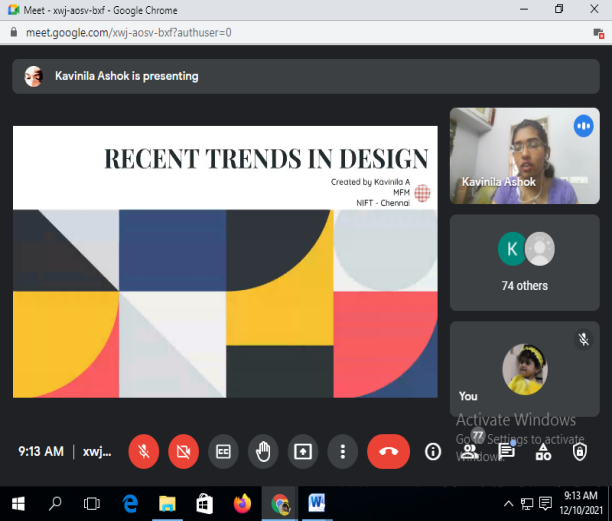 Meet - xwj-aosv-bxf - Google Chrome
meet.google.com/xwj-aosv-bxf?authuser=0
Kavinila Ashok is presenting
RECENT TRENDS IN DESIGN
Created by Kavinila A
MFM
NIFT - Chennai
Kavinila Ashok
K
74 others
You
Activate Windows
Go to Settings to activate
Windows.
77
9:13 AM | xwj...
CC
W
9:13 AM
12/10/2021